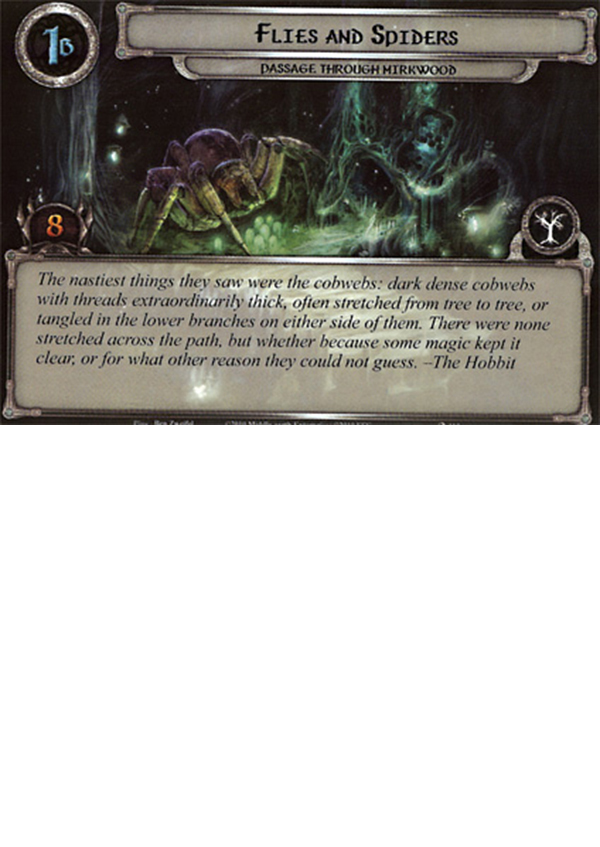 1B
FLIES AND SPIDERS
PASSAGE THROUGH MIRKWOOD
8
The nastiest things they saw were the cobwebs: dark dense cobwebs
with threads extraordinarily thick, often stretched from tree to tree, or
tangled in the lower branches on either side of them. There were none
stretched across the path, but whether because some magic kept it
clear, or for what other reason they could not guess. –The Hobbit